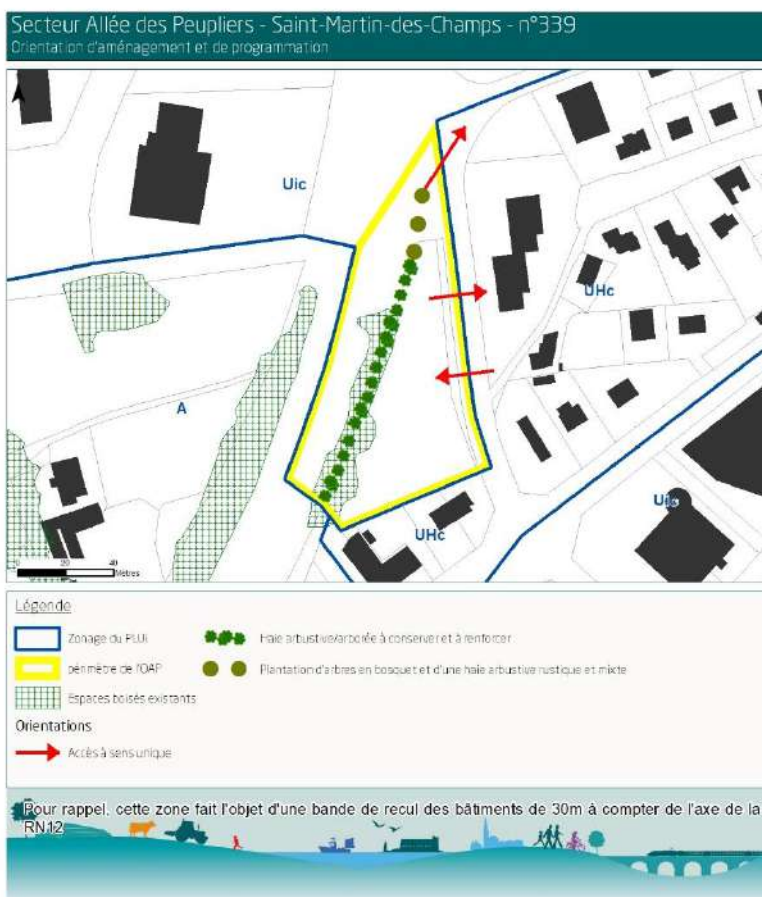 Secteur Allée des Peupliers - Saint-Martin-des-Champs - n°339
Orientation d'aménagement et de programmation
Uic
UHc
A
Uic
UHc
0 20 40
Mètres
Légende
Zonage du PLUi
Haie arbustive/arborée à conserver et à renforcer
périmètre de l'OAP
Plantation d'arbres en bosquet et d'une haie arbustive rustique et mixte
Espaces boisés existants
Orientations
Accès à sens unique
Pour rappel, cette zone fait l'objet d'une bande de recul des bâtiments de 30m à compter de l'axe de la
RN12